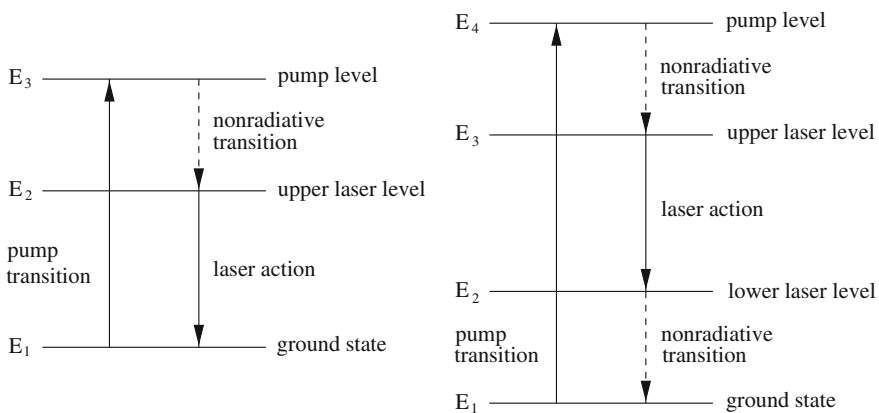 E3
pump level
nonradiative
transition
E2
upper laser level
pump
transition
laser action
E1
ground state
E4
pump level
nonradiative
transition
E3
upper laser level
laser action
E2
lower laser level
pump
transition
nonradiative
transition
E1
ground state